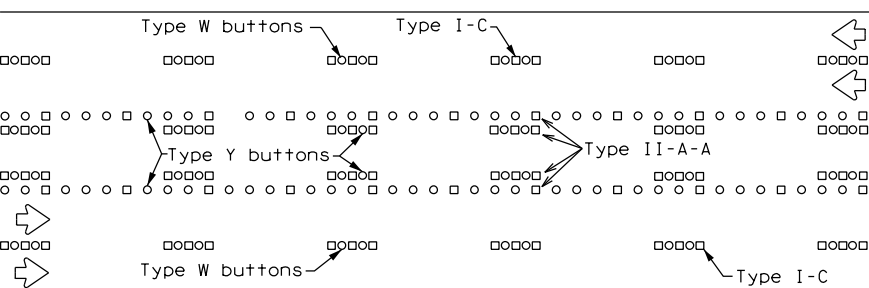 Type W buttons
Type I-C
Type Y buttons
Type II-A-A
Type W buttons
Type I-C